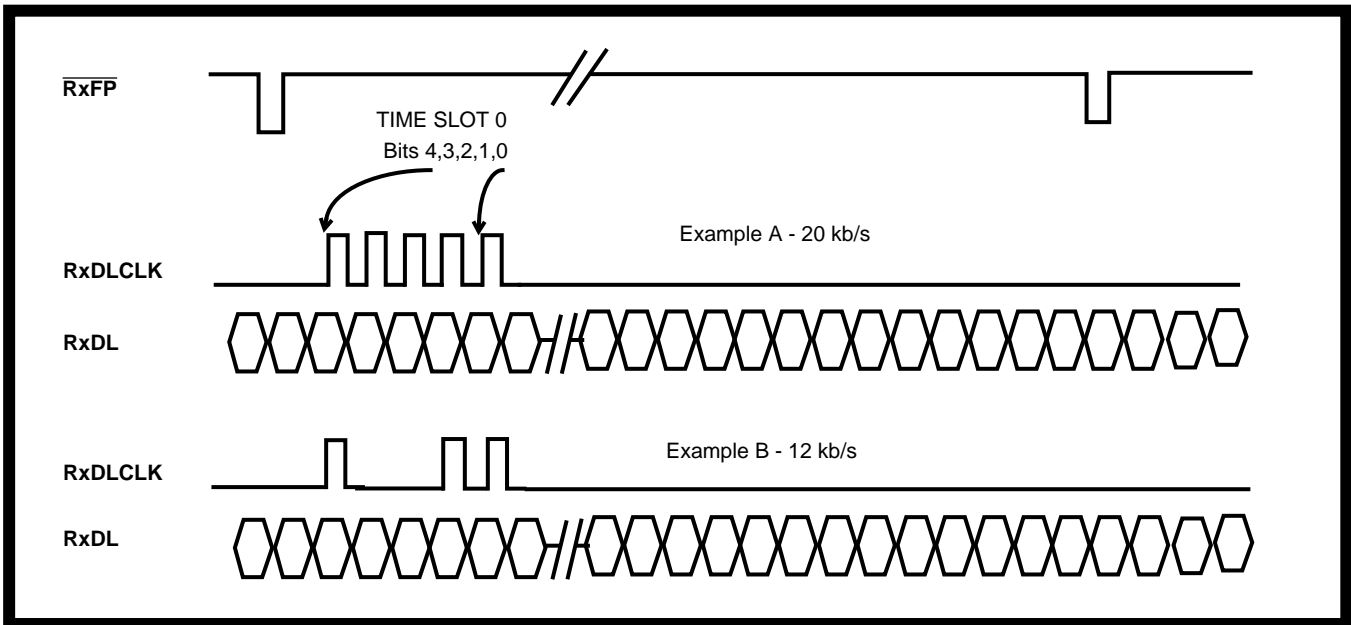 RxFP
TIME SLOT 0
Bits 4,3,2,1,0
Example A - 20 kb/s
RxDLCLK
RxDL
Example B - 12 kb/s
RxDLCLK
RxDL